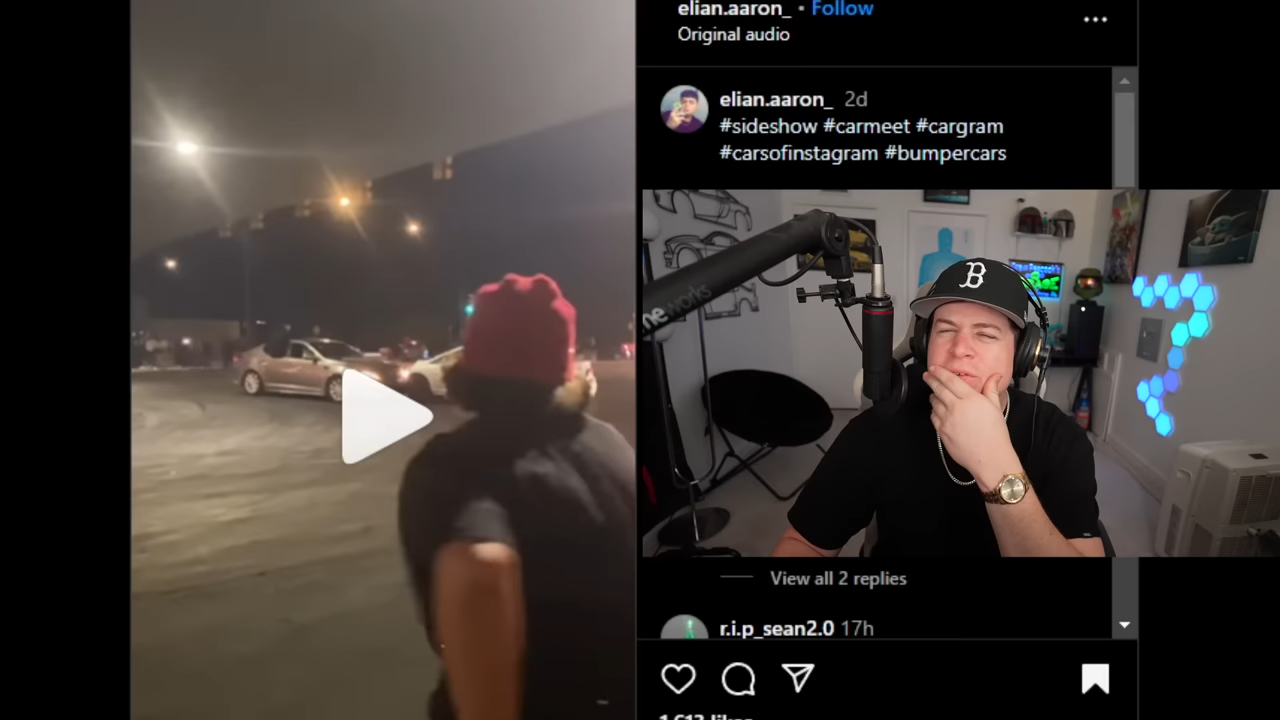 elian.aaron_ • Follow
Original audio
elian.aaron_ 2d
#sideshow #carmeet #cargram
#carsofinstagram #bumpercars
B
View all 2 replies
r.i.p_sean2.0 17h